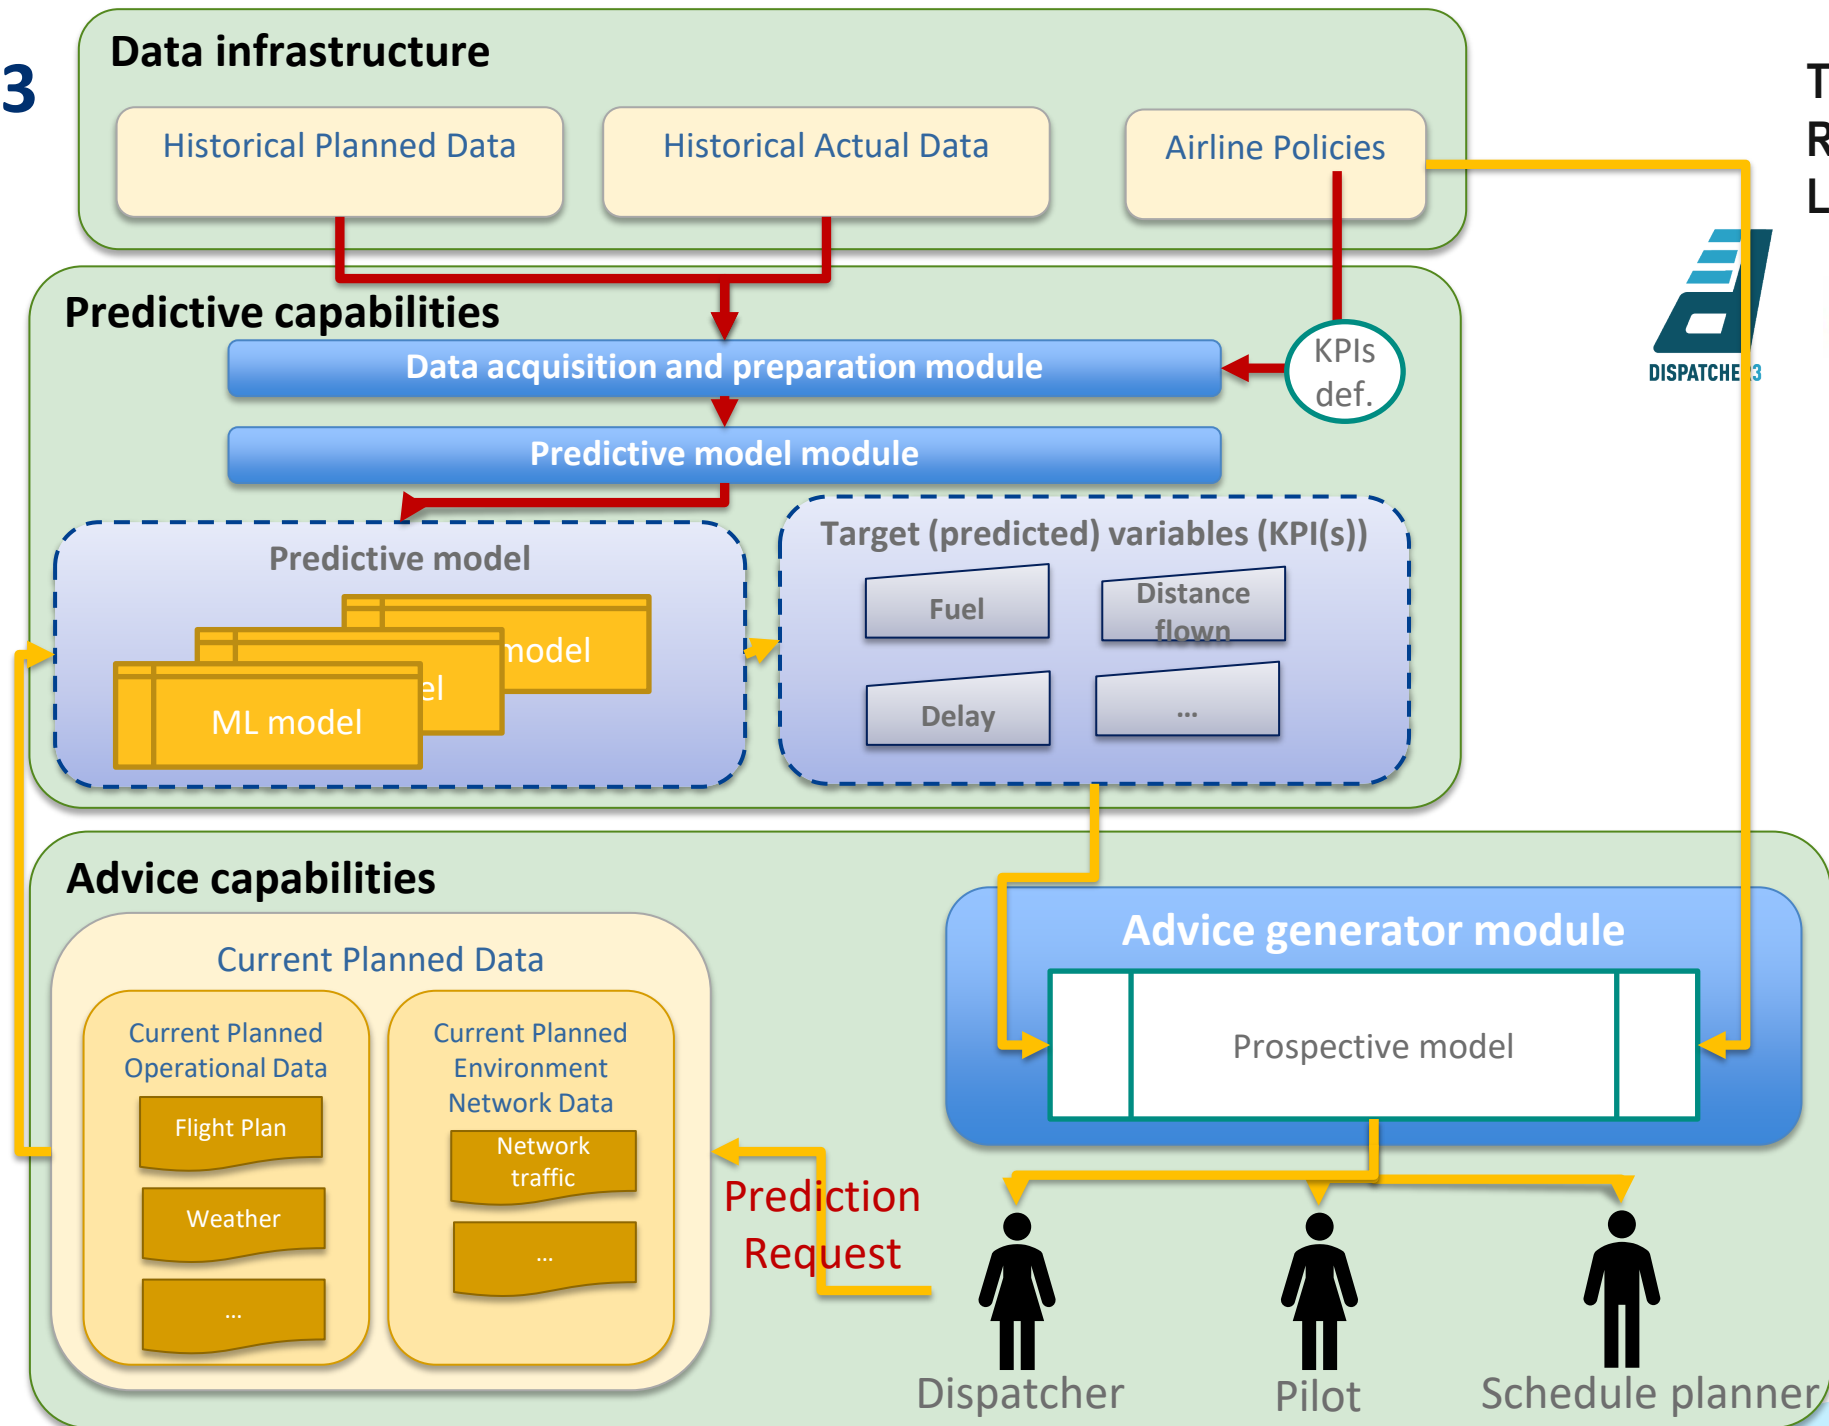 3
Data infrastructure
Historical Planned Data
Historical Actual Data
Airline Policies
T
R
L
DISPATCHER3
Predictive capabilities
Data acquisition and preparation module
KPIs
def.
Predictive model module
Predictive model
model
el
ML model
Target (predicted) variables (KPI(s))
Fuel
Distance
flown
Delay
...
Advice capabilities
Current Planned Data
Current Planned
Operational Data
Flight Plan
Weather
...
Current Planned
Environment
Network Data
Network
traffic
...
Prediction
Request
Advice generator module
Prospective model
Dispatcher
Pilot
Schedule planner